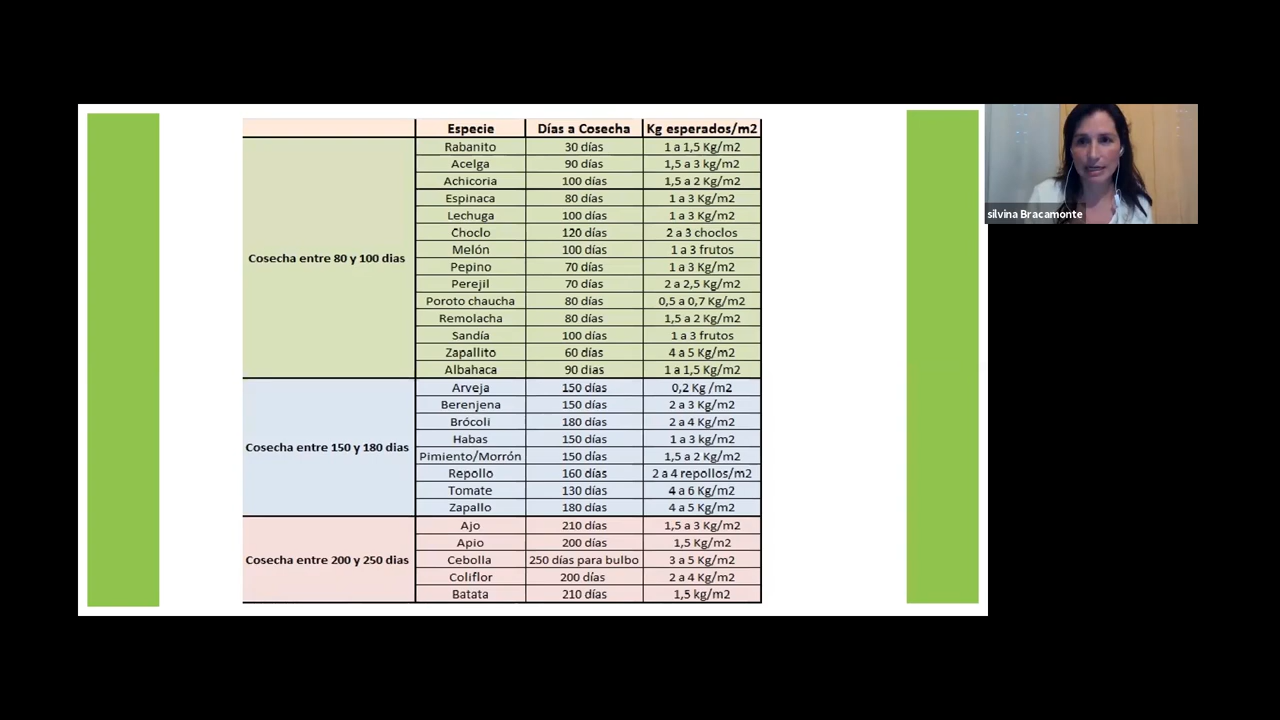 Especie Días a Cosecha Kg esperados/m2
Cosecha entre 80 y 100 dias
Rabanito 30 días 1 a 1,5 Kg/m2
Acelga 90 días 1,5 a 3 kg/m2
Achicoria 100 días 1,5 a 2 Kg/m2
Espinaca 80 días 1 a 3 Kg/m2
Lechuga 100 días 1 a 3 Kg/m2
Choclo 120 días 2 a 3 choclos
Melón 100 días 1 a 3 frutos
Pepino 70 días 1 a 3 Kg/m2
Perejil 70 días 2 a 2,5 Kg/m2
Poroto chaucha 80 días 0,5 a 0,7 Kg/m2
Remolacha 80 días 1,5 a 2 Kg/m2
Sandía 100 días 1 a 3 frutos
Zapallito 60 días 4 a 5 Kg/m2
Albahaca 90 dias 1 a 1,5 Kg/m2
Cosecha entre 150 y 180 dias
Arveja 150 días 0,2 Kg /m2
Berenjena 150 días 2 a 3 Kg/m2
Brócoli 180 días 2 a 4 Kg/m2
Habas 150 días 1 a 3 kg/m2
Pimiento/Morrón 150 días 1,5 a 2 Kg/m2
Repollo 160 días 2 a 4 repollos/m2
Tomate 130 días 4 a 6 Kg/m2
Zapallo 180 días 4 a 5 Kg/m2
Cosecha entre 200 y 250 dias
Ajo 210 días 1,5 a 3 Kg/m2
Apio 200 días 1,5 Kg/m2
Cebolla 250 días para bulbo 3 a 5 Kg/m2
Coliflor 200 días 2 a 4 Kg/m2
Batata 210 días 1,5 kg/m2
silvina Bracamonte